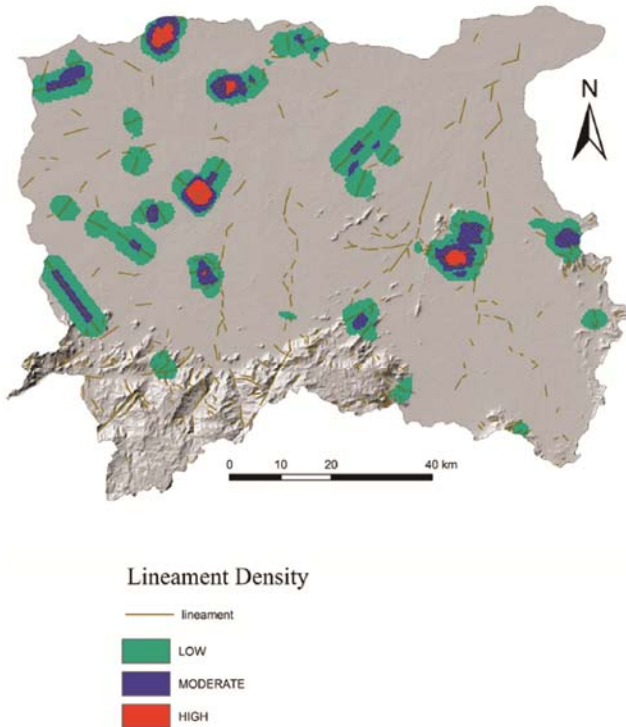 N
0 10 20 40 km
Lineament Density
lineament
LOW
MODERATE
HIGH